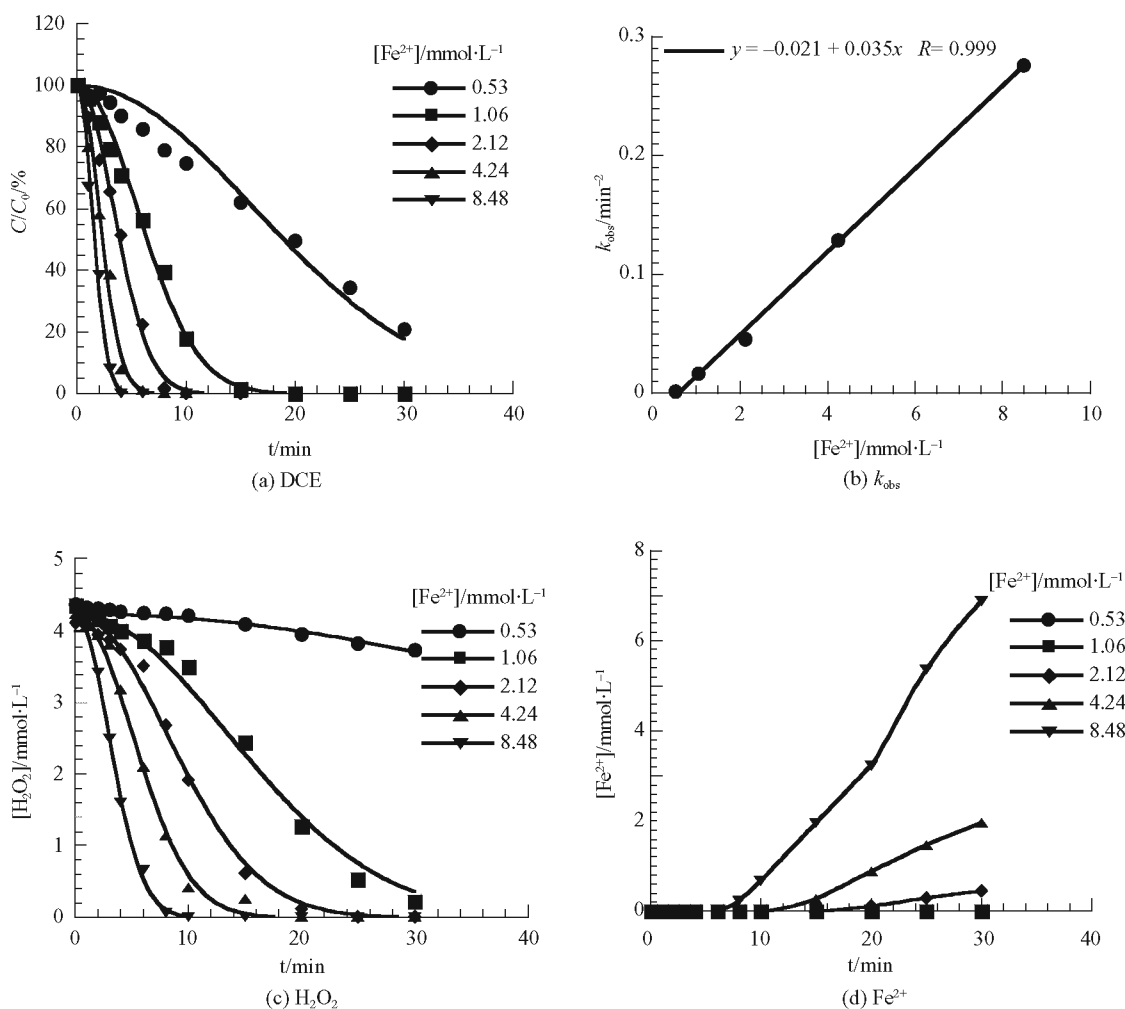 120
100
80
60
40
20
0
C/C₀/%
[Fe²⁺]/mmol·L⁻¹
0.53
1.06
2.12
4.24
8.48
0 10 20 30 40
t/min
(a) DCE
0.3
0.2
0.1
0
k_obs/min⁻²
y = –0.021 + 0.035x R= 0.999
0 2 4 6 8 10
[Fe²⁺]/mmol·L⁻¹
(b) k_obs
5
4
3
2
1
0
[H₂O₂]/mmol·L⁻¹
[Fe²⁺]/mmol·L⁻¹
0.53
1.06
2.12
4.24
8.48
0 10 20 30 40
t/min
(c) H₂O₂
8
6
4
2
0
[Fe²⁺]/mmol·L⁻¹
[Fe²⁺]/mmol·L⁻¹
0.53
1.06
2.12
4.24
8.48
0 10 20 30 40
t/min
(d) Fe²⁺